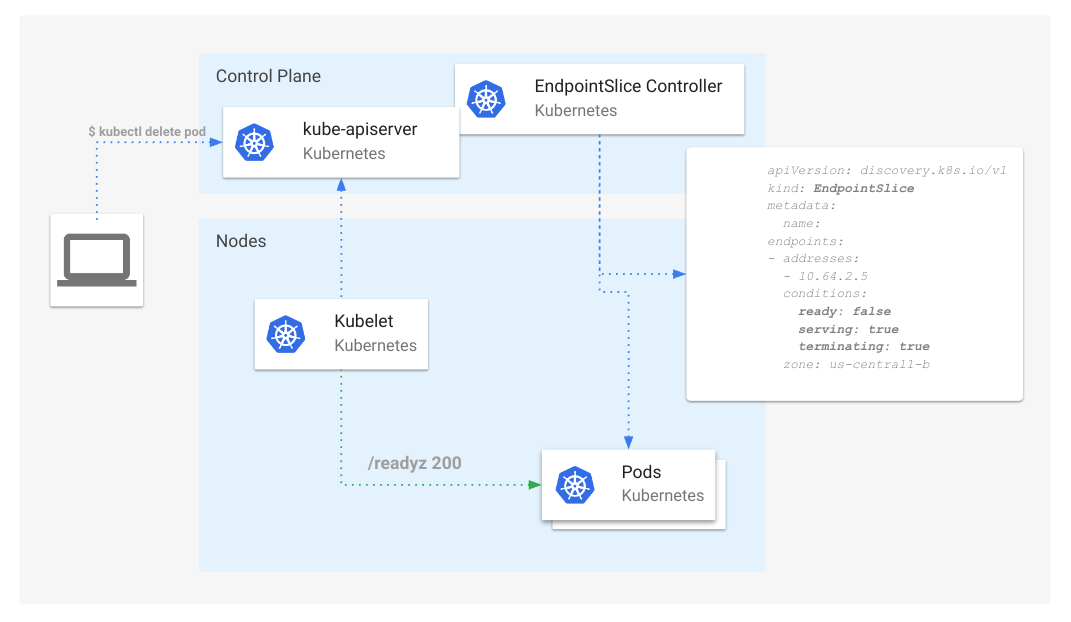 Control Plane
EndpointSlice Controller
Kubernetes
$ kubectl delete pod
kube-apiserver
Kubernetes
apiVersion: discovery.k8s.io/v1
kind: EndpointSlice
metadata:
name:
endpoints:
- addresses:
- 10.64.2.5
conditions:
ready: false
serving: true
terminating: true
zone: us-central1-b
Nodes
Kubelet
Kubernetes
/readyz 200
Pods
Kubernetes